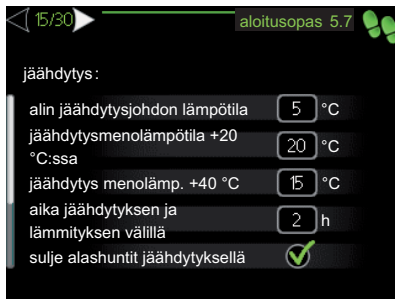 15/30
aloitusopas 5.7
jäähdytys:
alin jäähdytysjohdon lämpötila 5 °C
jäähdytysmenolämpötila +20
°C:ssa 20 °C
jäähdytys menolämp. +40 °C 15 °C
aika jäähdytyksen ja
lämmityksen välillä 2 h
sulje alashuntit jäähdytyksellä